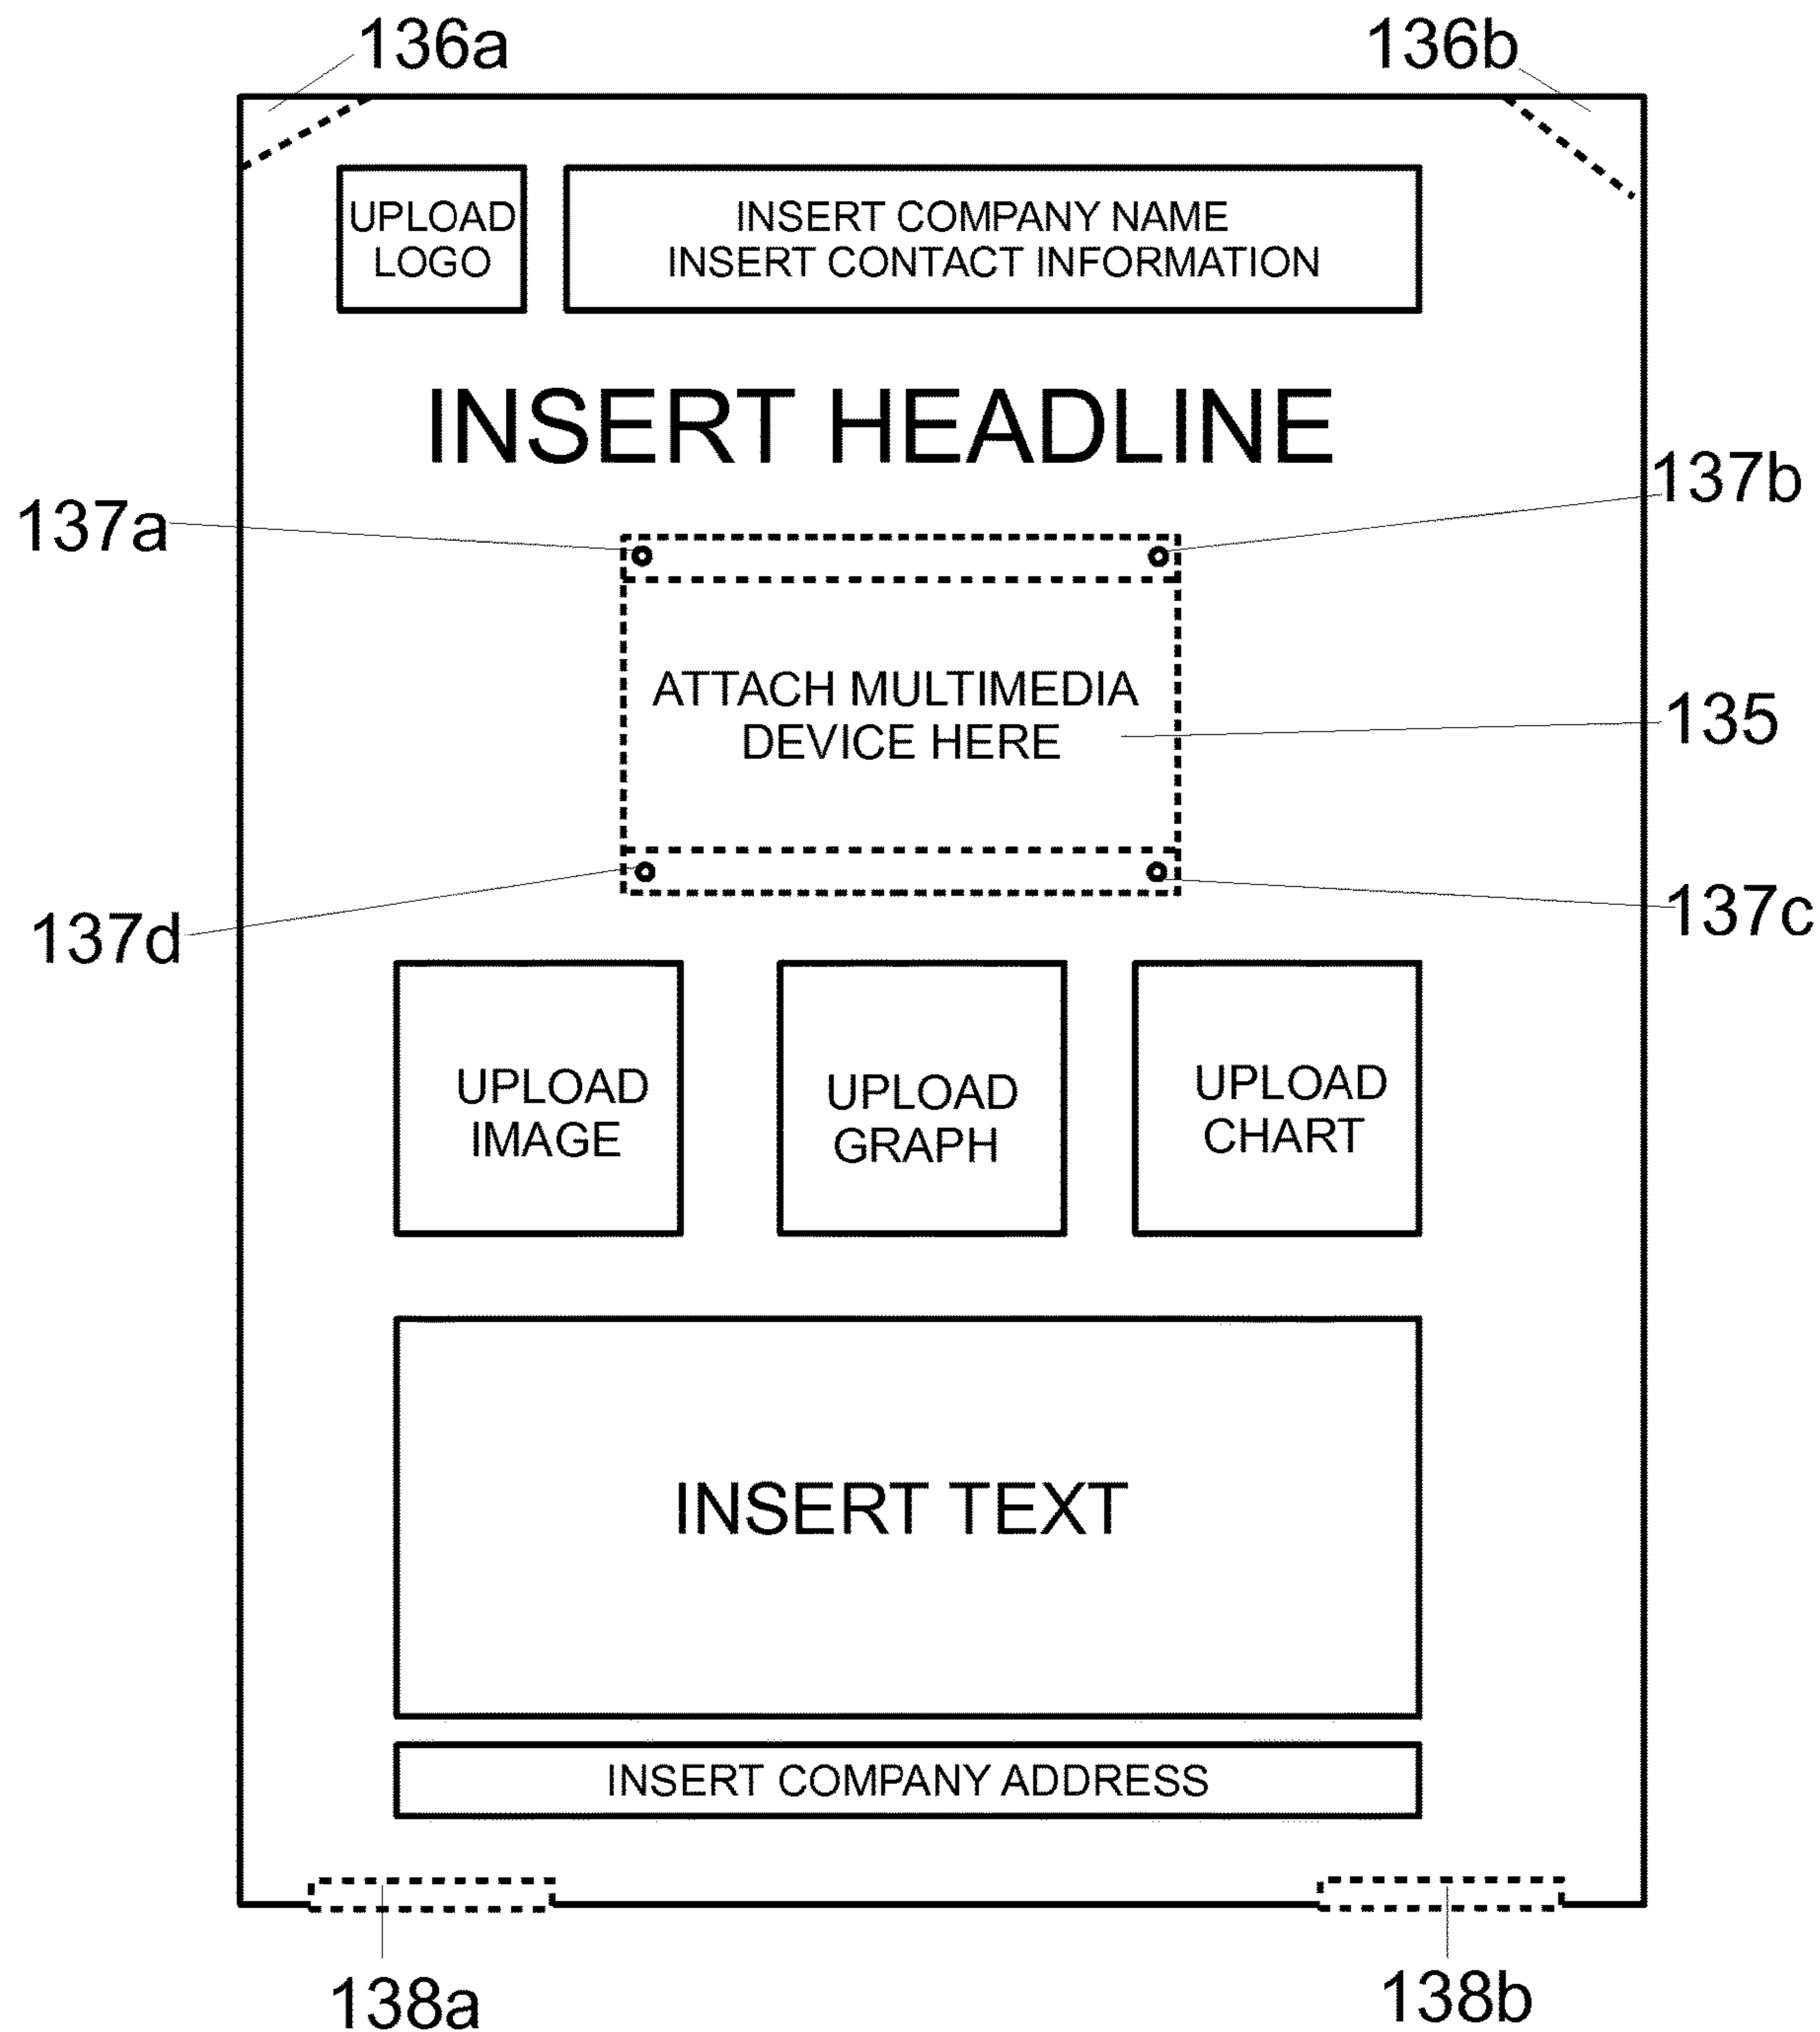 136a
136b
UPLOAD
LOGO
INSERT COMPANY NAME
INSERT CONTACT INFORMATION
INSERT HEADLINE
137a
137b
ATTACH MULTIMEDIA
DEVICE HERE
135
137d
137c
UPLOAD
IMAGE
UPLOAD
GRAPH
UPLOAD
CHART
INSERT TEXT
INSERT COMPANY ADDRESS
138a
138b